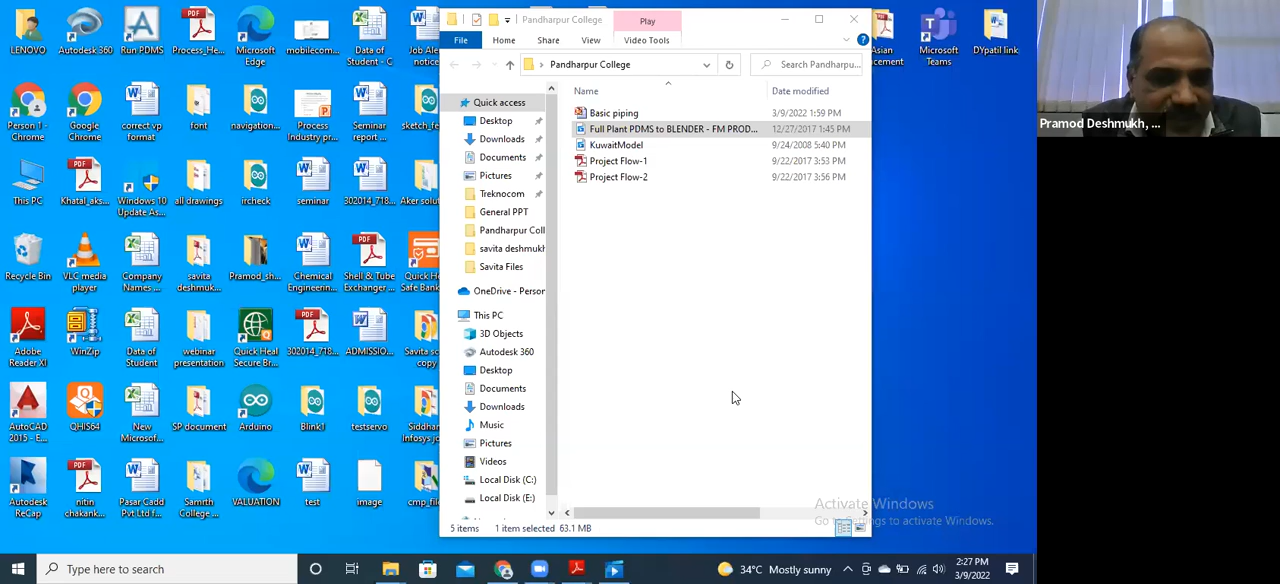 LENOVO
Autodesk 360
Run PDMS
Process_He...
Microsoft
Edge
mobilecom...
Data of
Student - C
Job Ale
notice
Person 1 -
Chrome
Google
Chrome
correct vp
format
font
navigation...
Process
Industry pr...
Seminar
report...
sketch_fe
This PC
Khatal_aks...
Windows 10
Update As...
all drawings
ircheck
seminar
302014_718...
Aker solut
Recycle Bin
VLC media
player
Company
Names ...
savita
deshmuk...
Pramod_sh...
Chemical
Engineerin...
Shell & Tube
Exchanger ...
Quick He
Safe Bank
Adobe
Reader XI
WinZip
Data of
Student
webinar
presentation
Quick Heal
Secure Br...
302014_718...
ADMISSIO...
Savita sc
copy
AutoCAD
2015 - E...
QHIS64
New
Microsof...
SP document
Arduino
Blink1
testservo
Siddhar
Infosys jo
Autodesk
ReCap
nitin
chakank...
Pasar Cadd
Pvt Ltd f...
Samrth
College ...
VALUATION
test
image
cmp_fil
Pandharpur College
Play
File
Home
Share
View
Video Tools
Pandharpur College
Search Pandharpu...
Quick access
Desktop
Downloads
Documents
Pictures
Treknocom
General PPT
Pandharpur Coll
savita deshmukh
Savita Files
OneDrive - Person
This PC
3D Objects
Autodesk 360
Desktop
Documents
Downloads
Music
Pictures
Videos
Local Disk (C:)
Local Disk (E:)
Name
Date modified
Basic piping
3/9/2022 1:59 PM
Full Plant PDMS to BLENDER - FM PROD...
12/27/2017 1:45 PM
KuwaitModel
9/24/2008 5:40 PM
Project Flow-1
9/22/2017 3:53 PM
Project Flow-2
9/22/2017 3:56 PM
5 items
1 item selected 63.1 MB
Asian
cement
Microsoft
Teams
DYpatil link
Activate Windows
Go to Settings to activate Windows.
Pramod Deshmukh, ...
Type here to search
34°C Mostly sunny
2:27 PM
3/9/2022